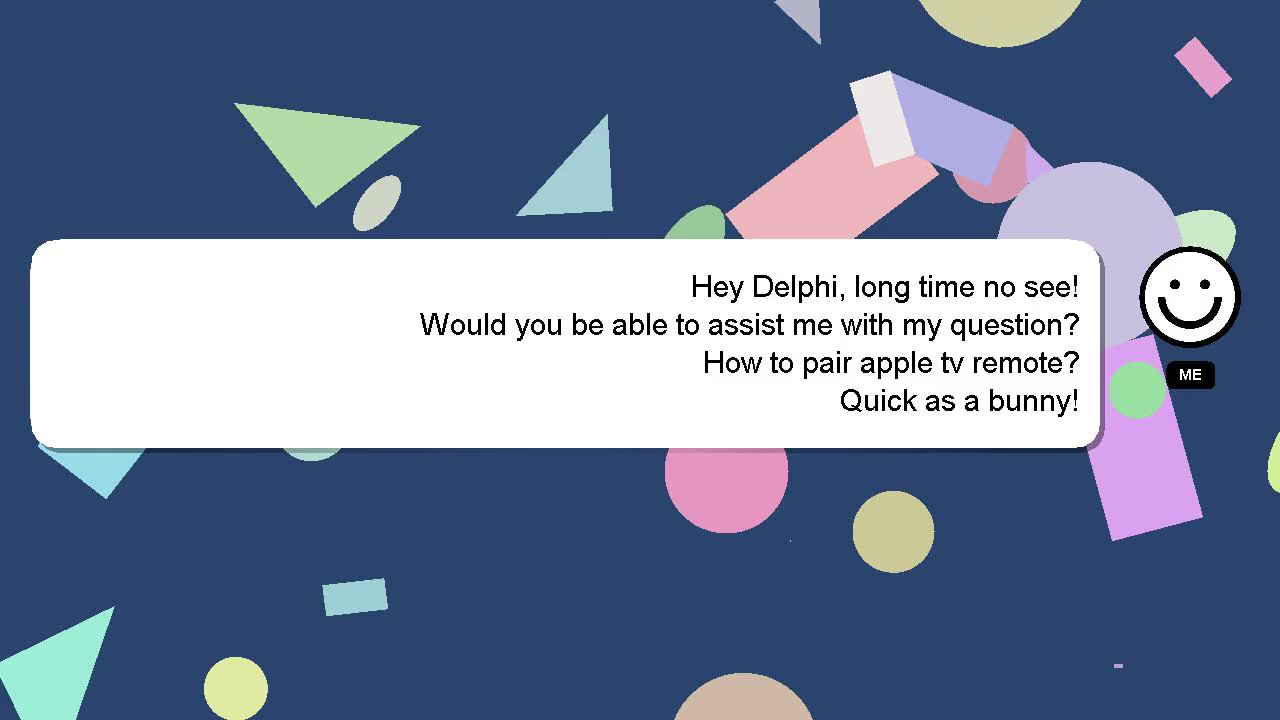 Hey Delphi, long time no see!
Would you be able to assist me with my question?
How to pair apple tv remote?
Quick as a bunny!
ME